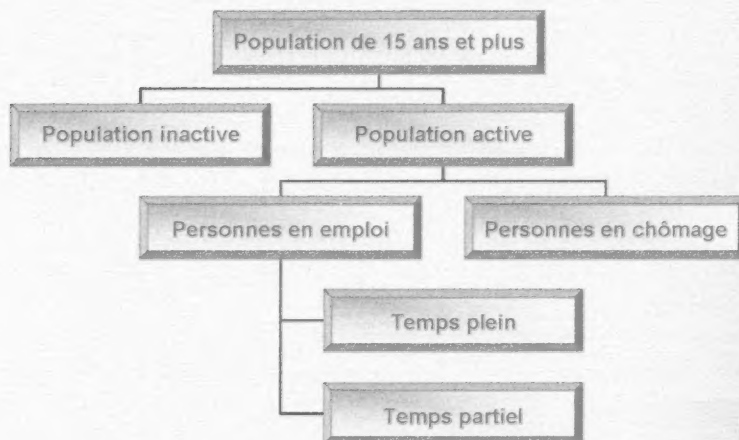 Population de 15 ans et plus
Population inactive
Population active
Personnes en emploi
Personnes en chômage
Temps plein
Temps partiel